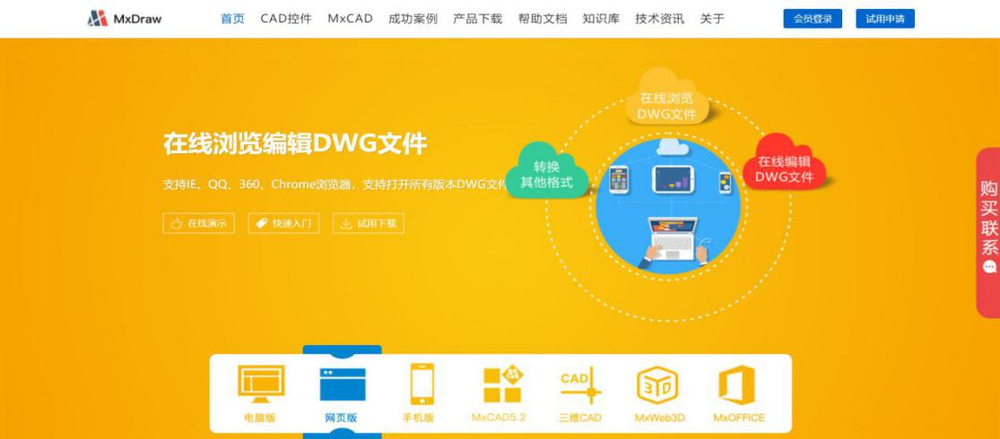 MxDraw
首页 CAD控件 MxCAD 成功案例 产品下载 帮助文档 知识库 技术资讯 关于
会员登录 试用申请
在线浏览编辑DWG文件
支持IE、QQ、360、Chrome浏览器，支持打开所有版本DWG文件
在线演示 快速入门 试用下载
在线浏览
DWG文件
转换
其他格式
在线编辑
DWG文件
购买联系
CAD
3D
电脑版 网页版 手机版 MxCAD5.2 三维CAD MxWeb3D MxOFFICE